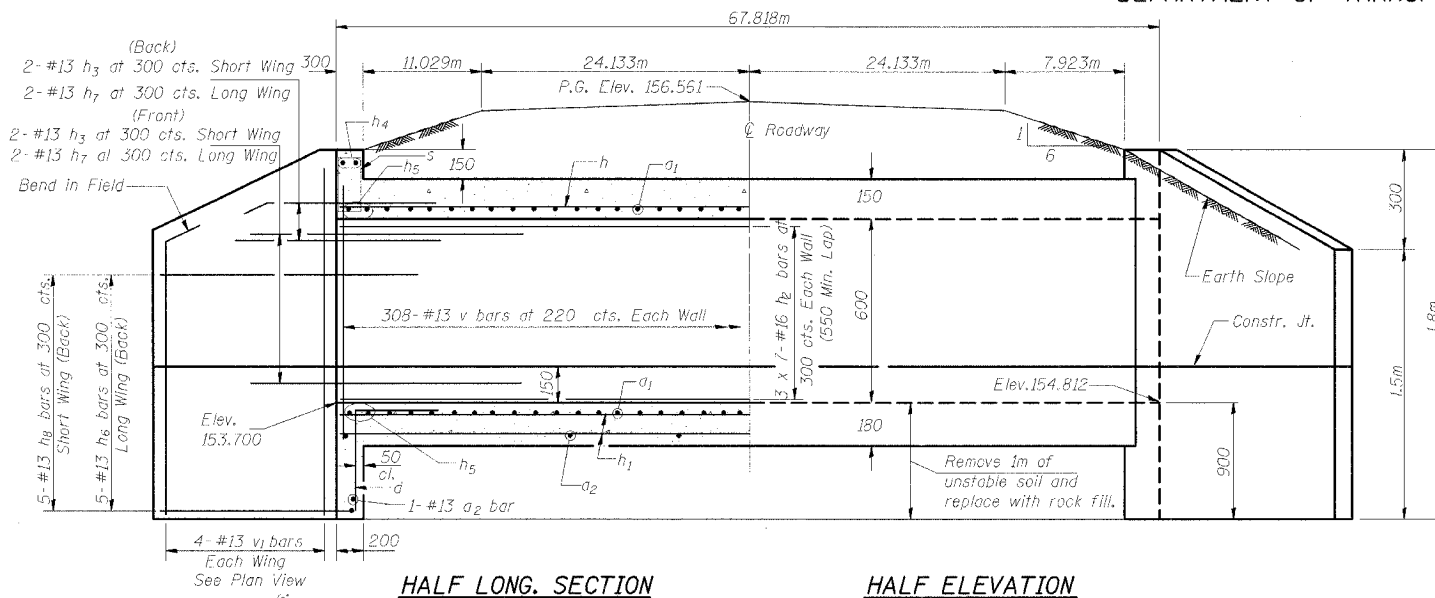 67.818m
(Back)
2-#13 h3 at 300 cts. Short Wing
2-#13 h7 at 300 cts. Long Wing
(Front)
2-#13 h3 at 300 cts. Short Wing
2-#13 h7 at 300 cts. Long Wing
Bend in Field
300
11.029m
24.133m
24.133m
7.923m
P.G. Elev. 156.561
℄ Roadway
1
6
h4
s
h5
150
h
a1
150
300
Earth Slope
308-#13 v bars at 220 cts. Each Wall
3 x 7-#16 h2 bars at
300 cts. Each Wall
(550 Min. Lap)
600
Constr. Jt.
1.8m
1.5m
5-#13 h8 bars at 300 cts.
Short Wing (Back)
5-#13 h6 bars at 300 cts.
Long Wing (Back)
150
a1
Elev. 154.812
Elev.
153.700
180
50
cl.
h5
d
a2
h1
1-#13 a2 bar
Remove 1m of
unstable soil and
replace with rock fill.
900
4-#13 v1 bars
Each Wing
See Plan View
200
HALF LONG. SECTION
HALF ELEVATION